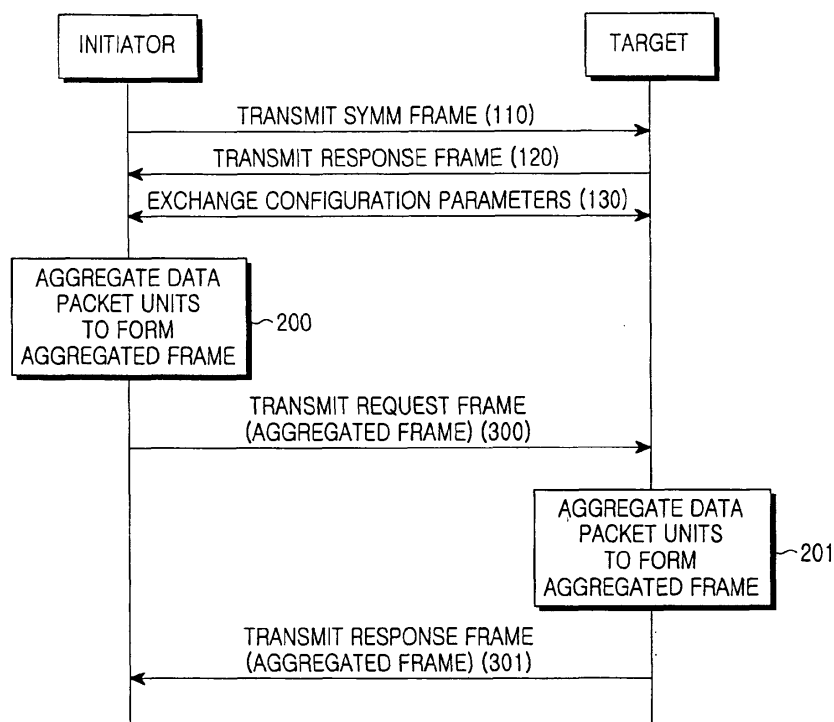 INITIATOR
TARGET
TRANSMIT SYMM FRAME (110)
TRANSMIT RESPONSE FRAME (120)
EXCHANGE CONFIGURATION PARAMETERS (130)
AGGREGATE DATA
PACKET UNITS
TO FORM
AGGREGATED FRAME
200
TRANSMIT REQUEST FRAME
(AGGREGATED FRAME) (300)
AGGREGATE DATA
PACKET UNITS
TO FORM
AGGREGATED FRAME
201
TRANSMIT RESPONSE FRAME
(AGGREGATED FRAME) (301)